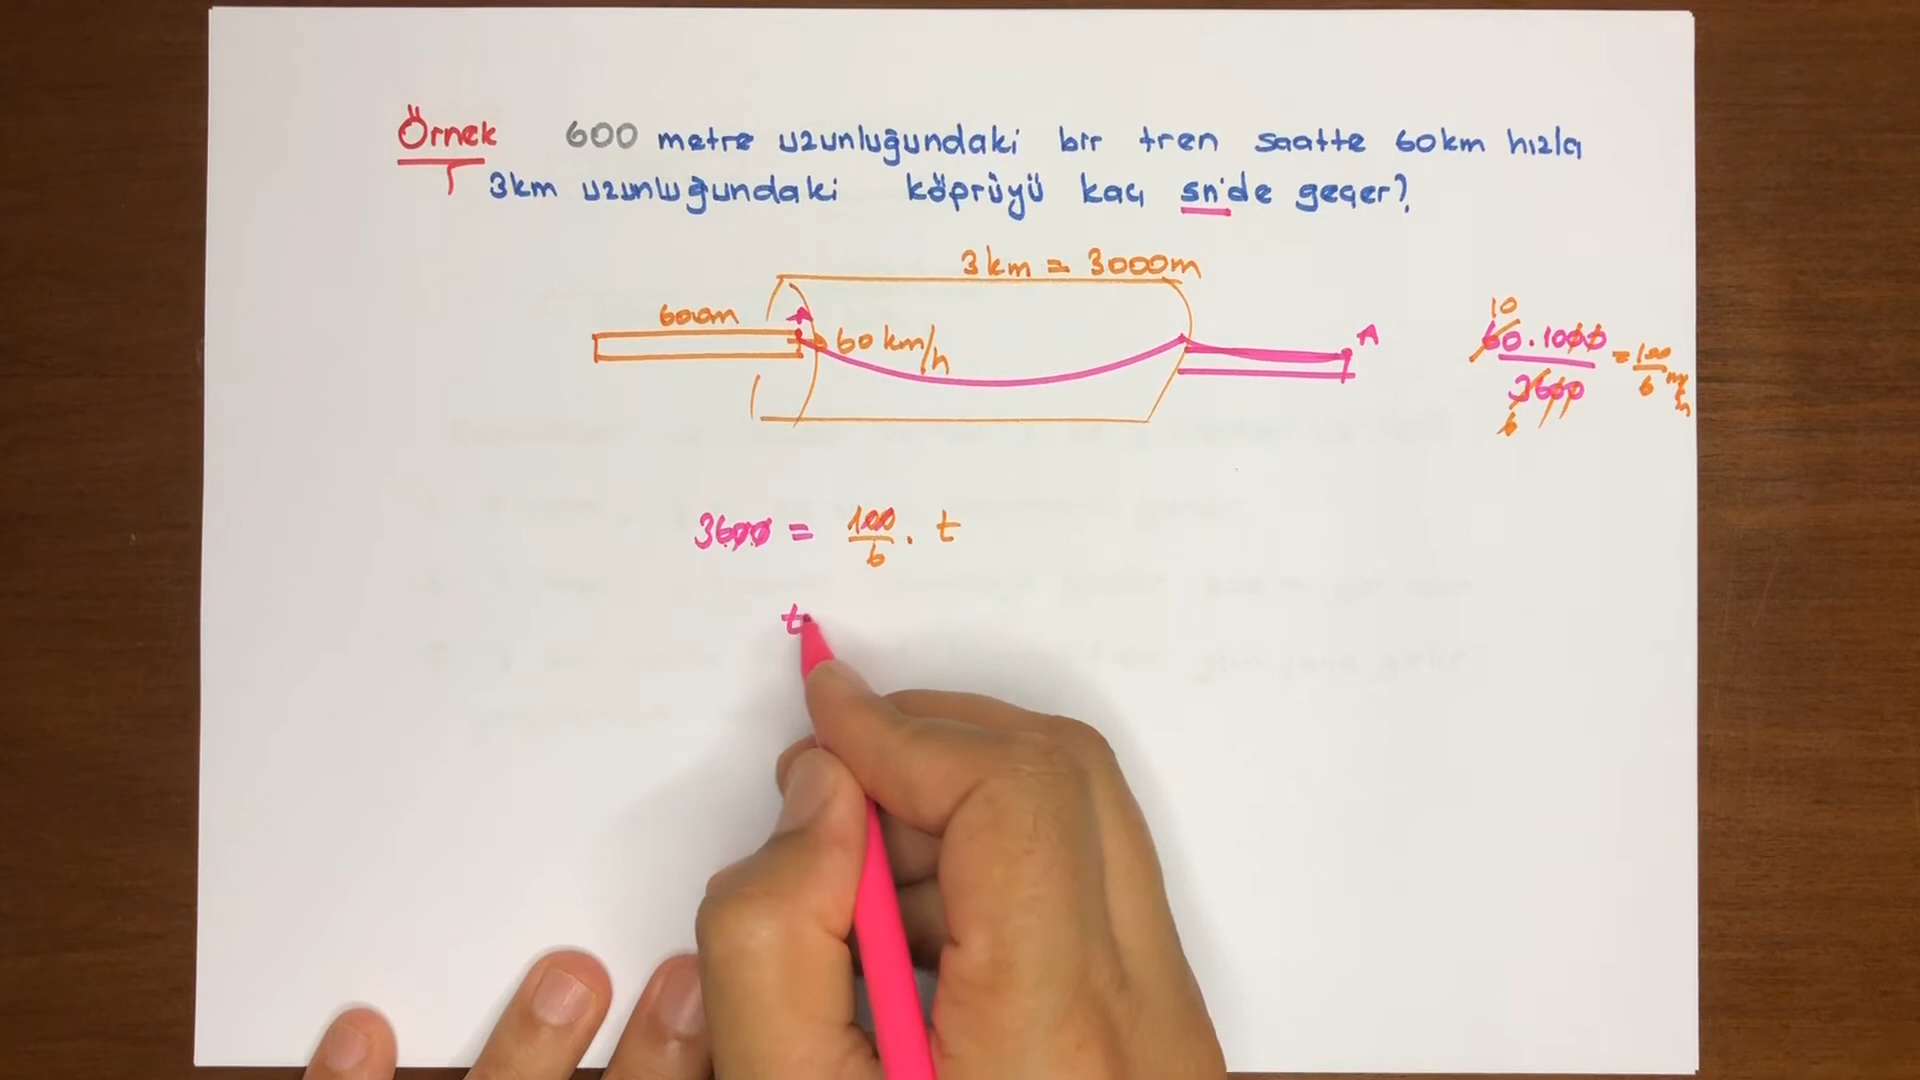 Örnek 600 metre uzunluğundaki bir tren saatte 60km hızla
3km uzunluğundaki köprüyü kaç sn'de geçer?
3km = 3000m
600m
A
60 km/h
A
10
60.1000
3600
6
= 100
6
3600 = 100/6 . t
t